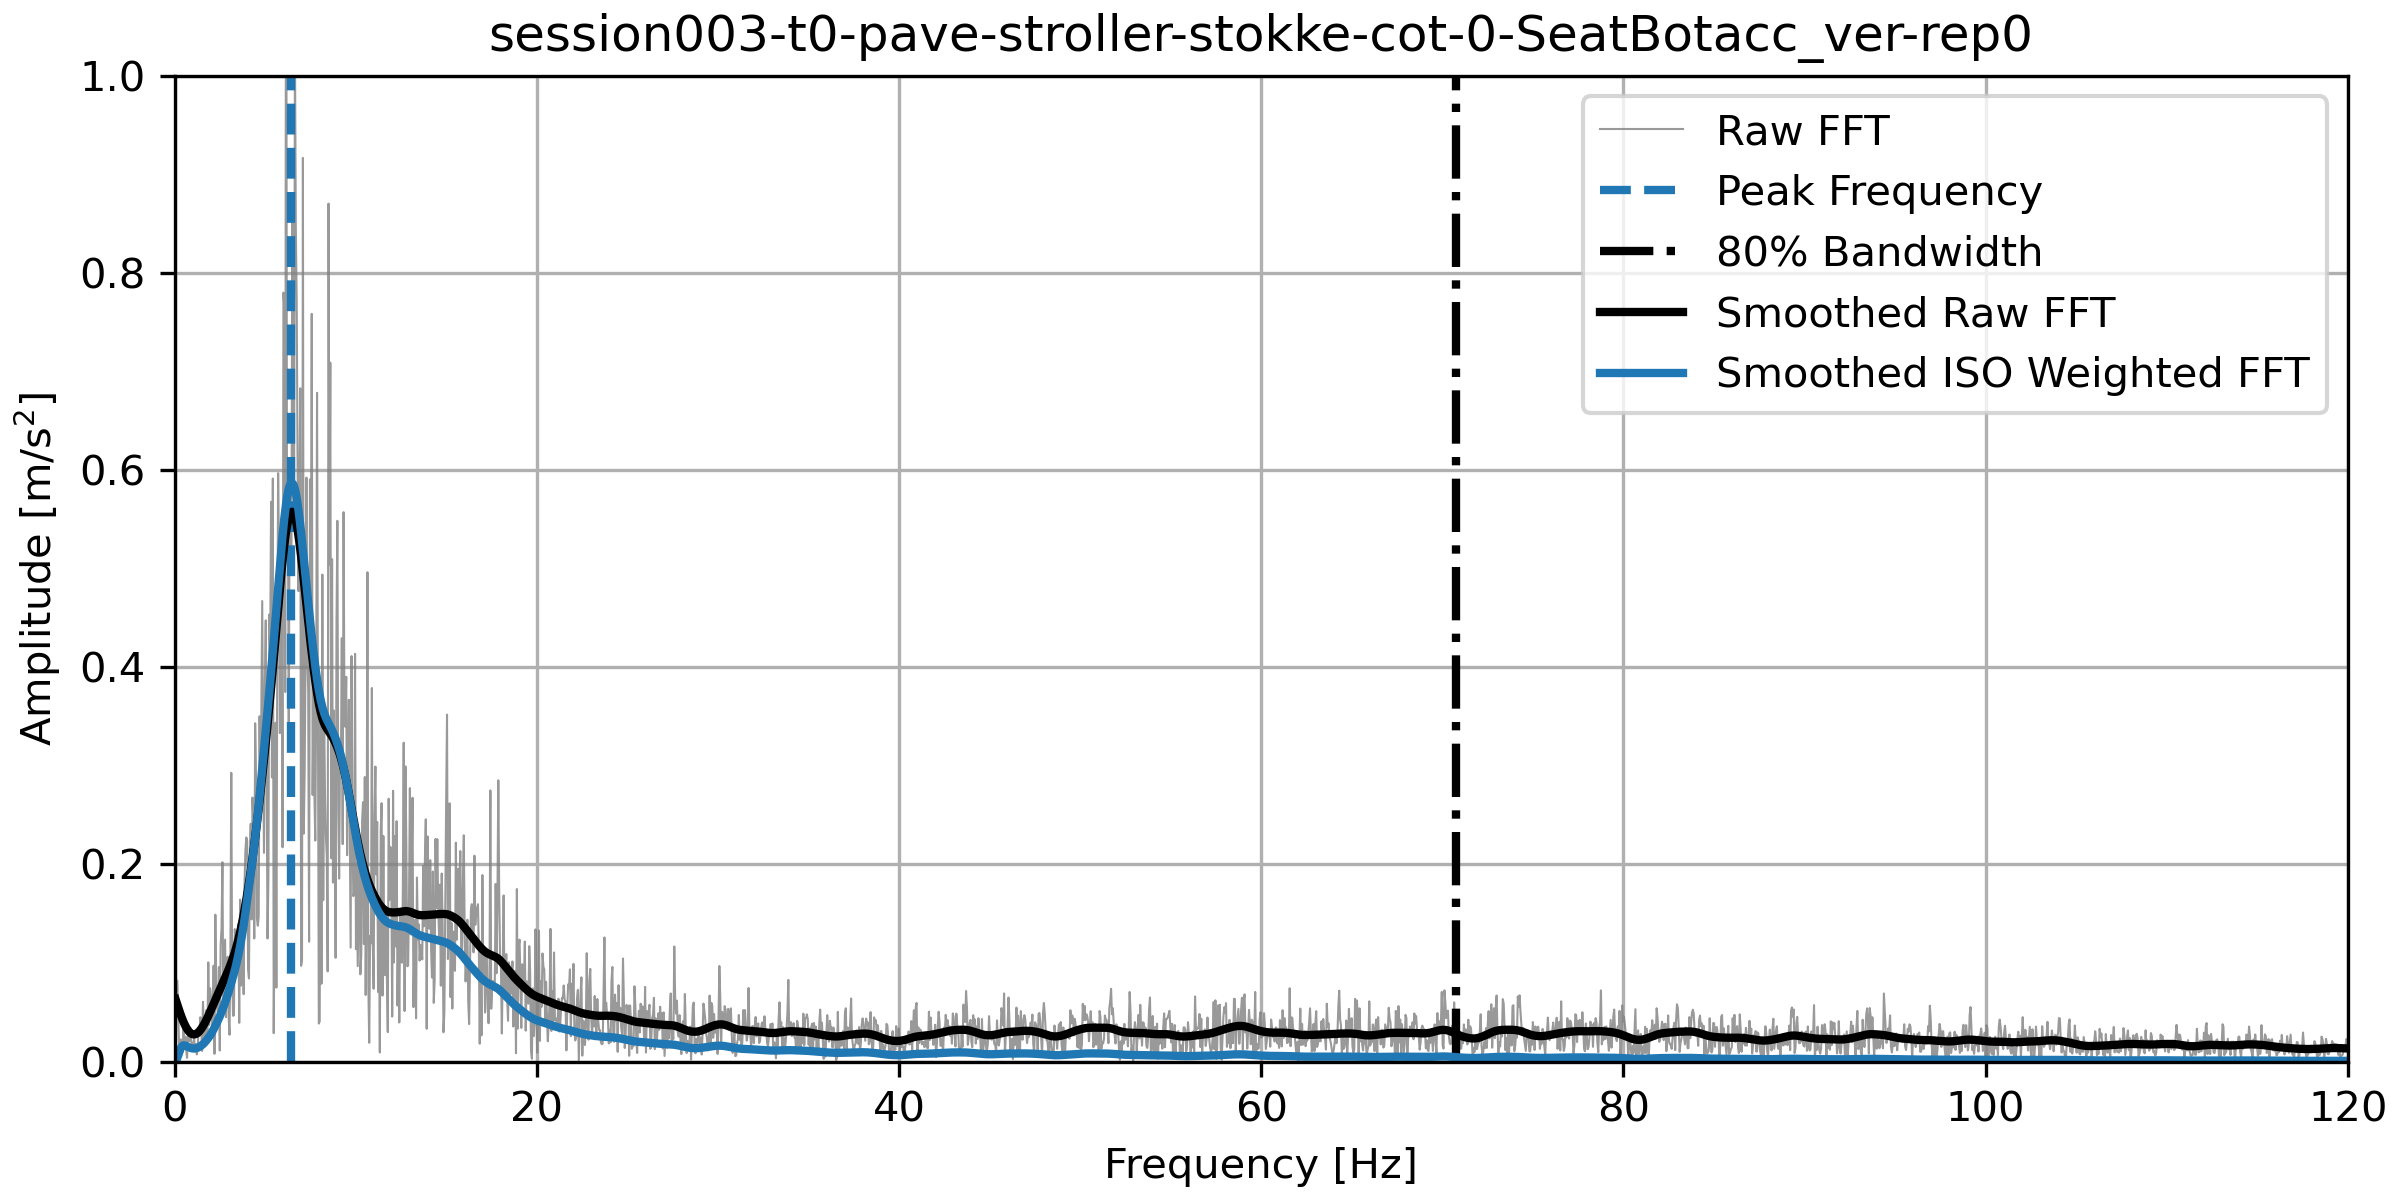 session003-t0-pave-stroller-stokke-cot-0-SeatBotacc_ver-rep0
1.0
0.8
0.6
0.4
0.2
0.0
Amplitude [m/s²]
Raw FFT
Peak Frequency
80% Bandwidth
Smoothed Raw FFT
Smoothed ISO Weighted FFT
0 20 40 60 80 100 120
Frequency [Hz]